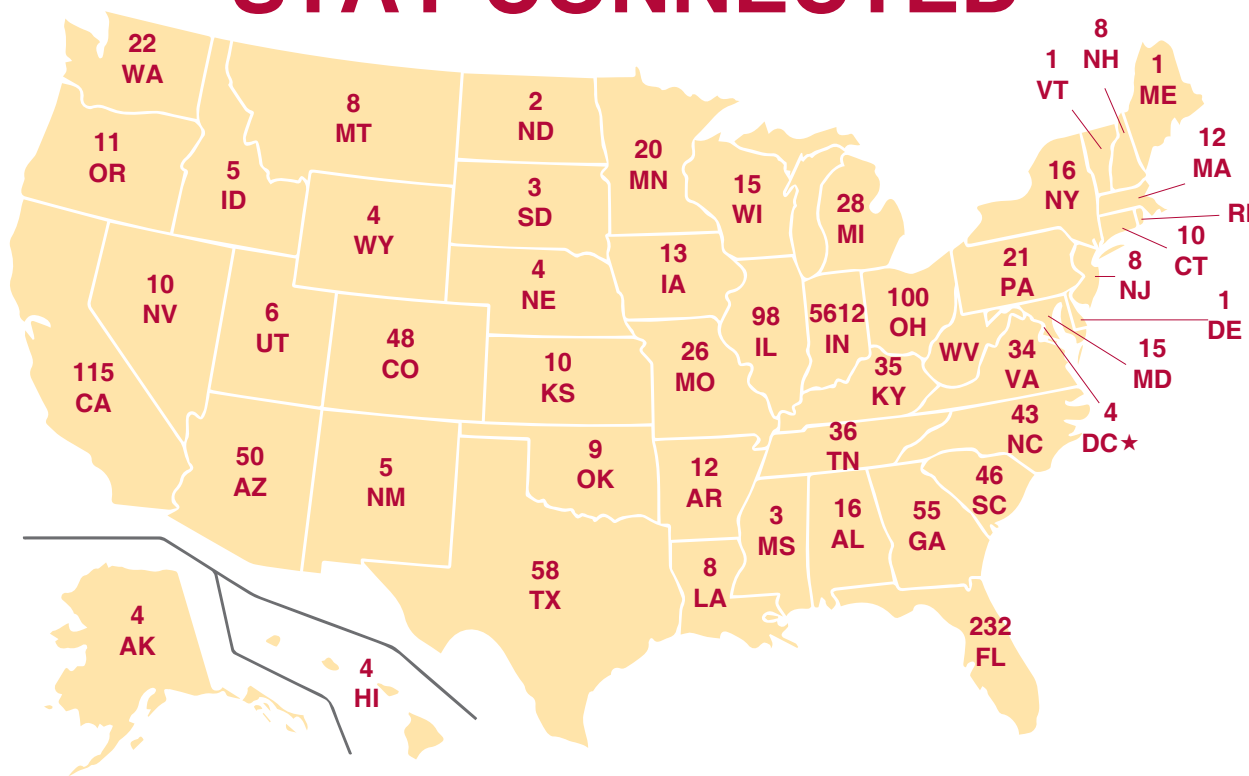 STAY CONNECTED
22
WA
11
OR
5
ID
8
MT
2
ND
3
SD
4
WY
4
NE
20
MN
15
WI
28
MI
13
IA
10
NV
6
UT
48
CO
115
CA
10
KS
26
MO
98
IL
5612
IN
100
OH
35
KY
WV
34
VA
21
PA
16
NY
1
VT
8
NH
1
ME
12
MA
RI
10
CT
8
NJ
1
DE
15
MD
4
DC★
43
NC
36
TN
46
SC
50
AZ
5
NM
9
OK
12
AR
3
MS
16
AL
55
GA
8
LA
58
TX
232
FL
4
AK
4
HI